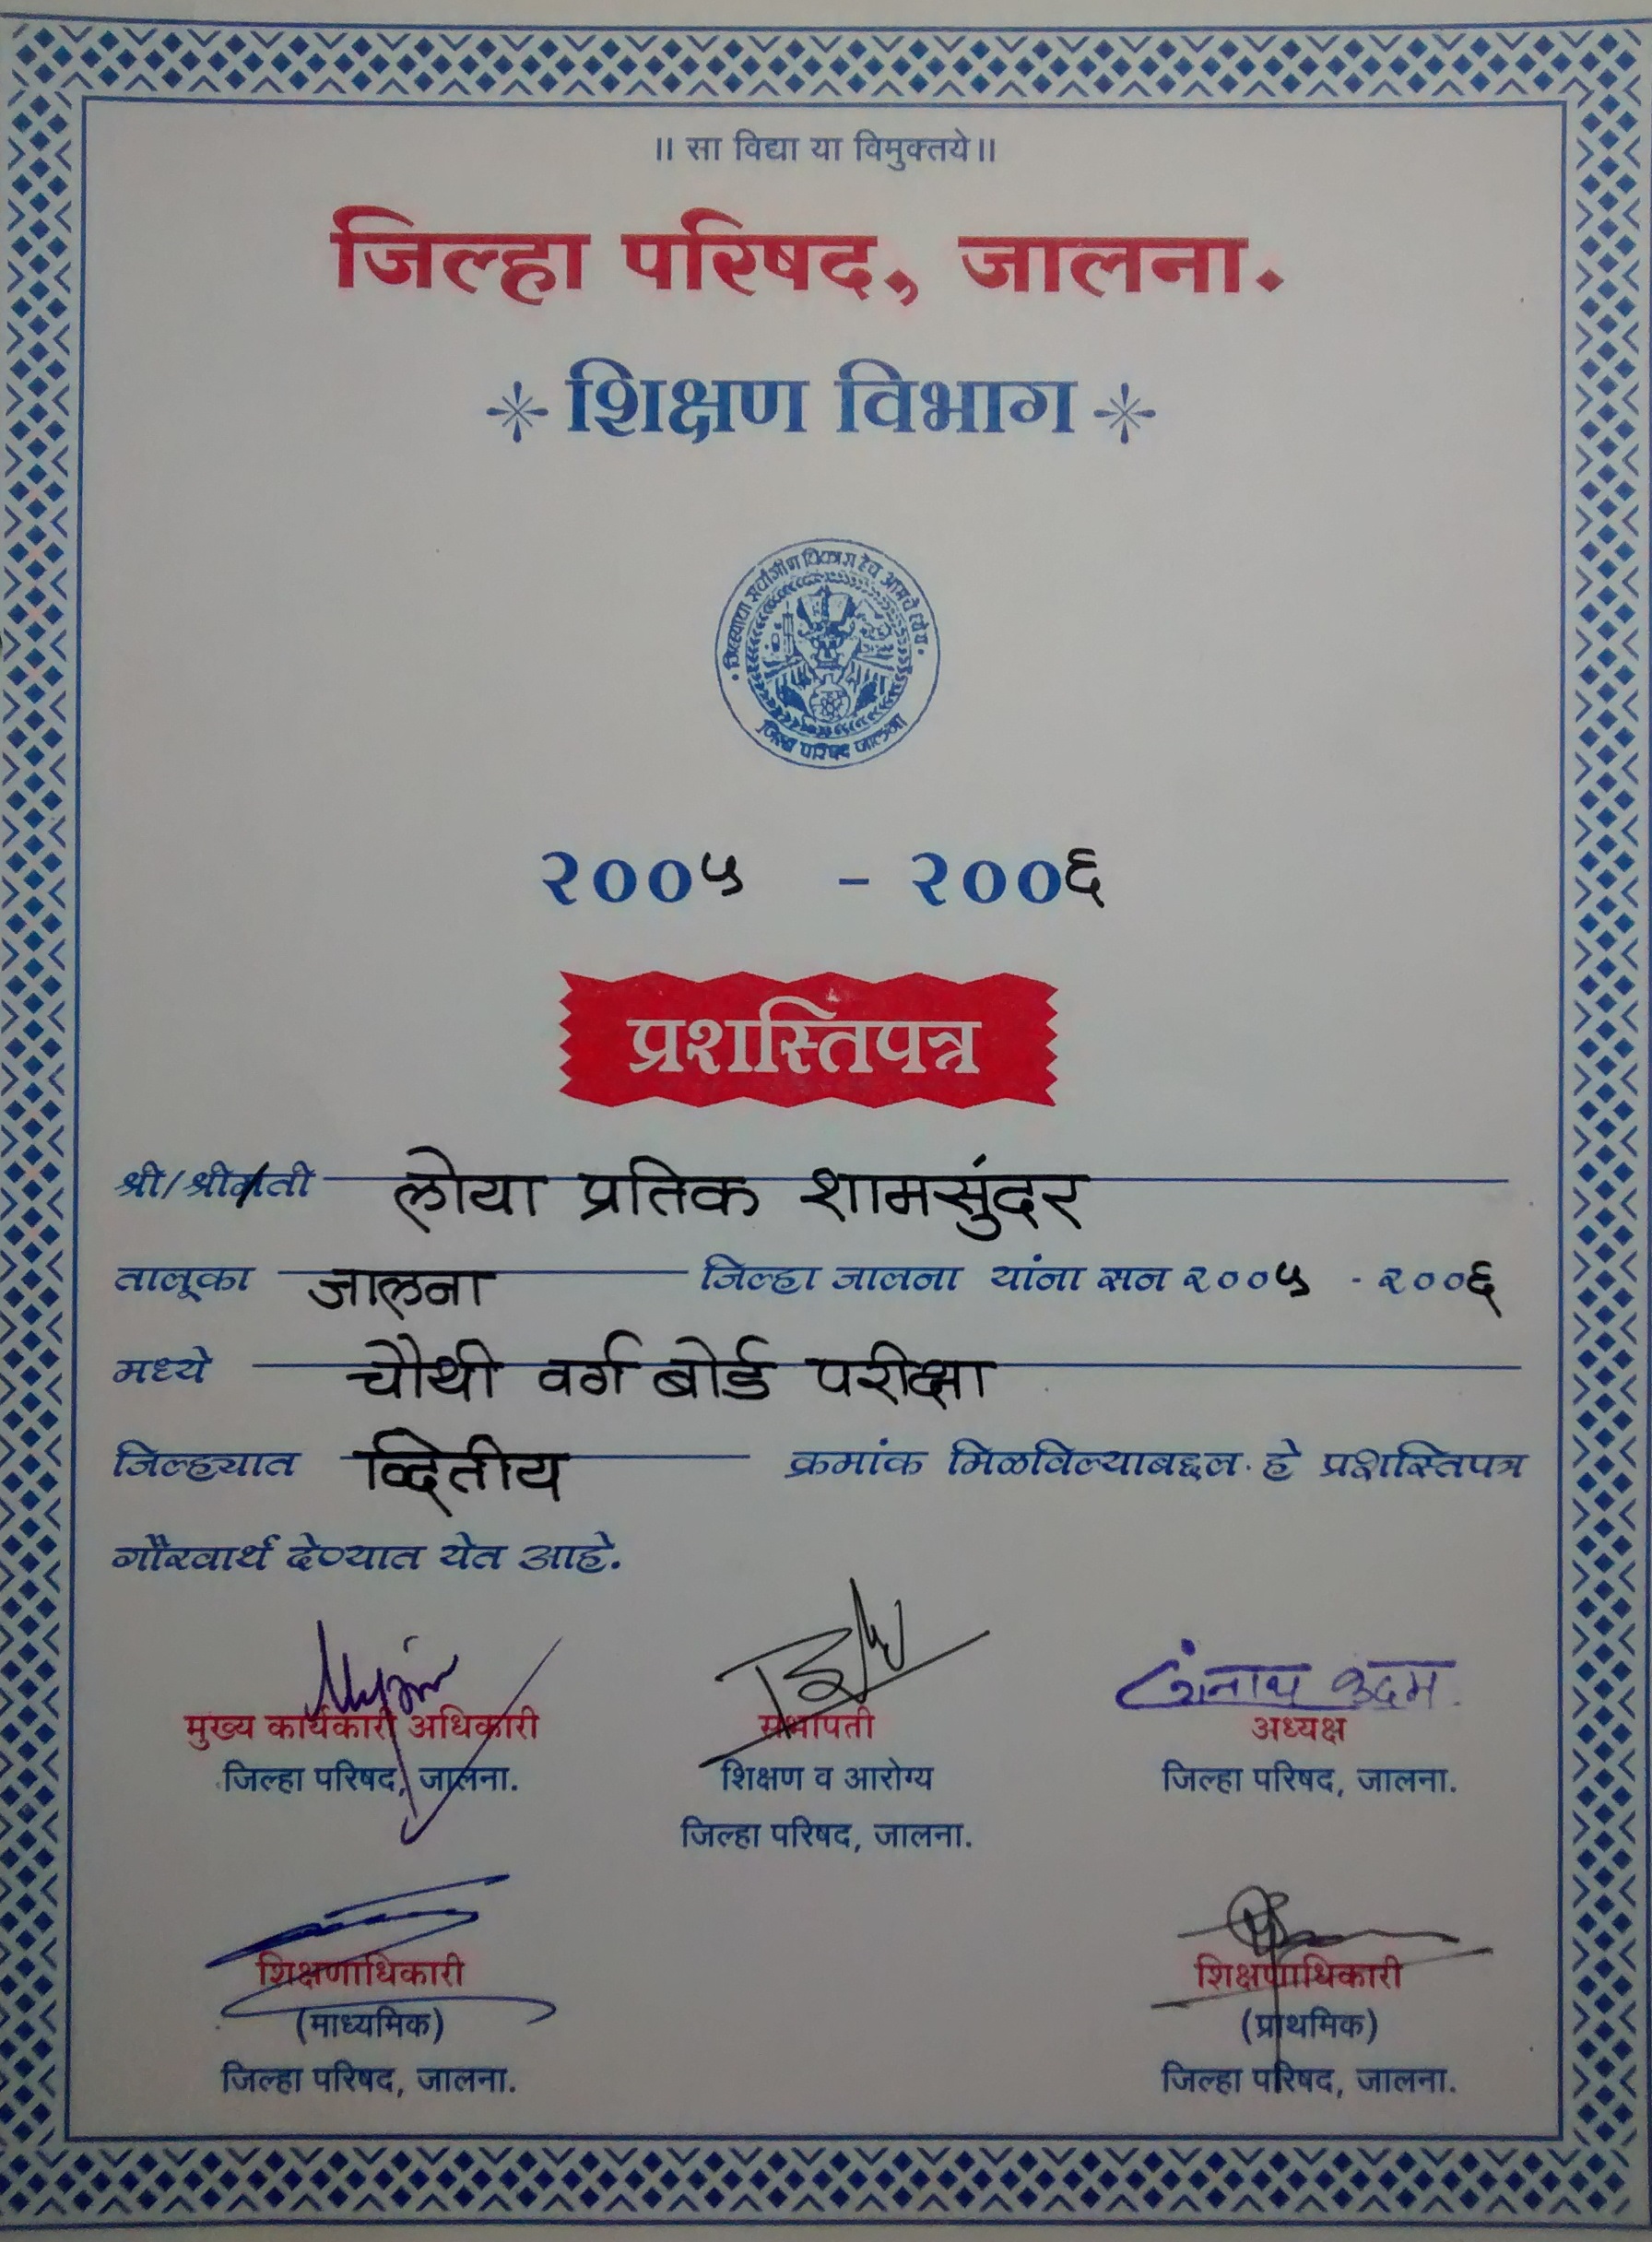 ॥ सा विद्या या विमुक्तये॥
जिल्हा परिषद, जालना.
शिक्षण विभाग
जिल्ह्याचा सर्वांगीण विकास हेच आमचे ध्येय
जिल्हा परिषद जालना
२००५ - २००६
प्रशस्तिपत्र
श्री/श्रीमती लोया प्रतिक शामसुंदर
तालूका जालना जिल्हा जालना यांना सन २००५ - २००६
मध्ये चौथी वर्ग बोर्ड परीक्षा
जिल्ह्यात द्वितीय क्रमांक मिळविल्याबद्दल हे प्रशस्तिपत्र
गौरवार्थ देण्यात येत आहे.
मुख्य कार्यकारी अधिकारी सभापती अध्यक्ष
जिल्हा परिषद, जालना. शिक्षण व आरोग्य जिल्हा परिषद, जालना.
जिल्हा परिषद, जालना.
शिक्षणाधिकारी शिक्षणाधिकारी
(माध्यमिक) (प्राथमिक)
जिल्हा परिषद, जालना. जिल्हा परिषद, जालना.